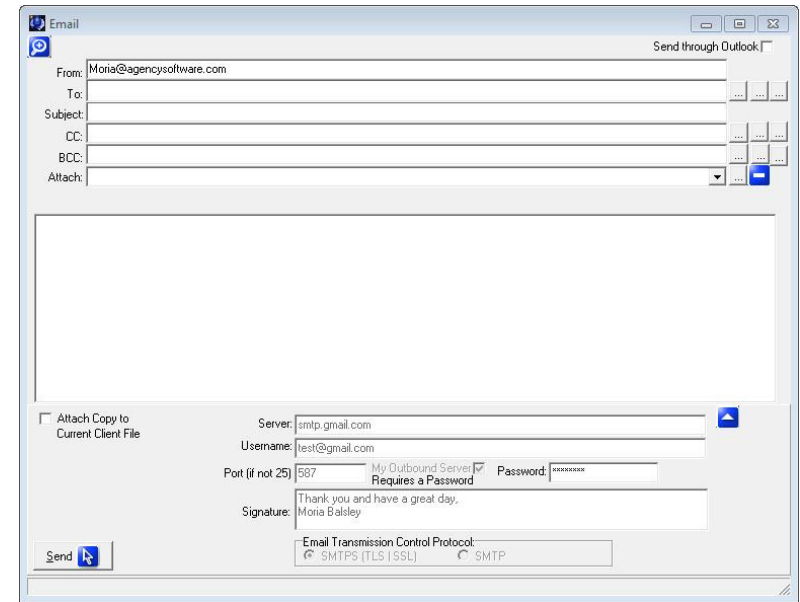 Email
Send through Outlook
From: Moria@agencysoftware.com
To:
... ... ...
Subject:
CC:
... ... ...
BCC:
... ... ...
Attach:
...
Attach Copy to
Current Client File
Server: smtp.gmail.com
Username: test@gmail.com
Port (if not 25) 587
My Outbound Server
Requires a Password
Password: ××××××××
Signature:
Thank you and have a great day,
Moria Balsley
Email Transmission Control Protocol:
SMTPS (TLS | SSL) SMTP
Send